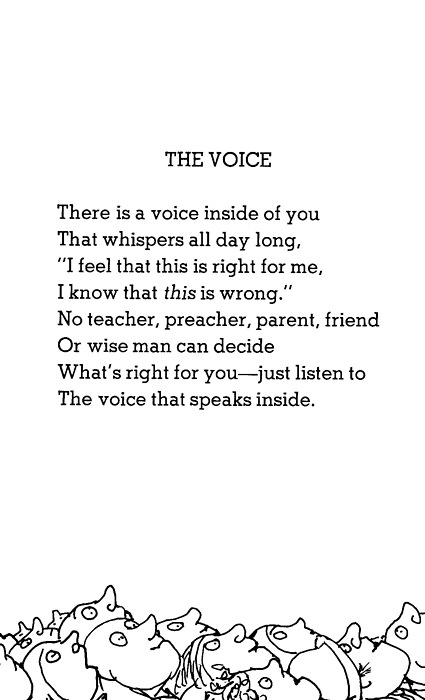 THE VOICE
There is a voice inside of you
That whispers all day long,
"I feel that this is right for me,
I know that this is wrong."
No teacher, preacher, parent, friend
Or wise man can decide
What's right for you—just listen to
The voice that speaks inside.